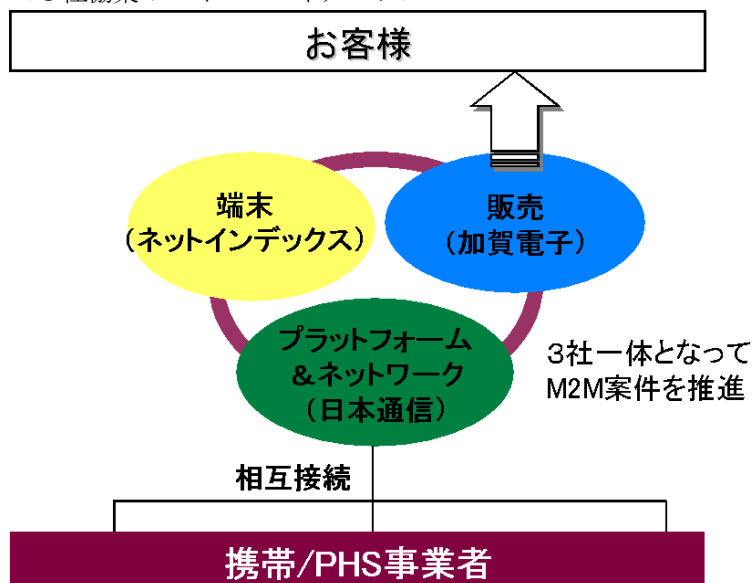 お客様
端末
(ネットインデックス)
販売
(加賀電子)
プラットフォーム
&ネットワーク
(日本通信)
3社一体となって
M2M案件を推進
相互接続
携帯/PHS事業者